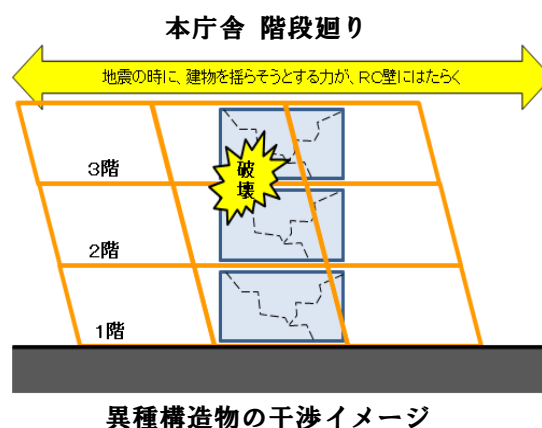 本庁舎 階段廻り
地震の時に、建物を揺らそうとする力が、RC壁にはたらく
破
壊
3階
2階
1階
異種構造物の干渉イメージ